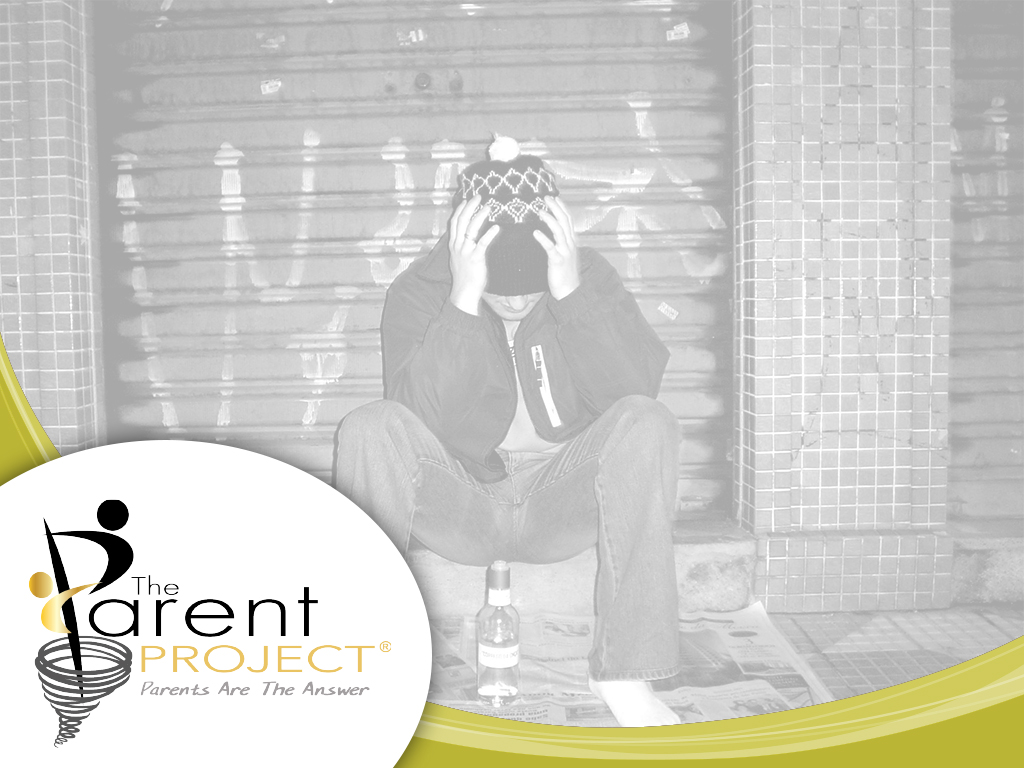 The
Parent
PROJECT®
Parents Are The Answer